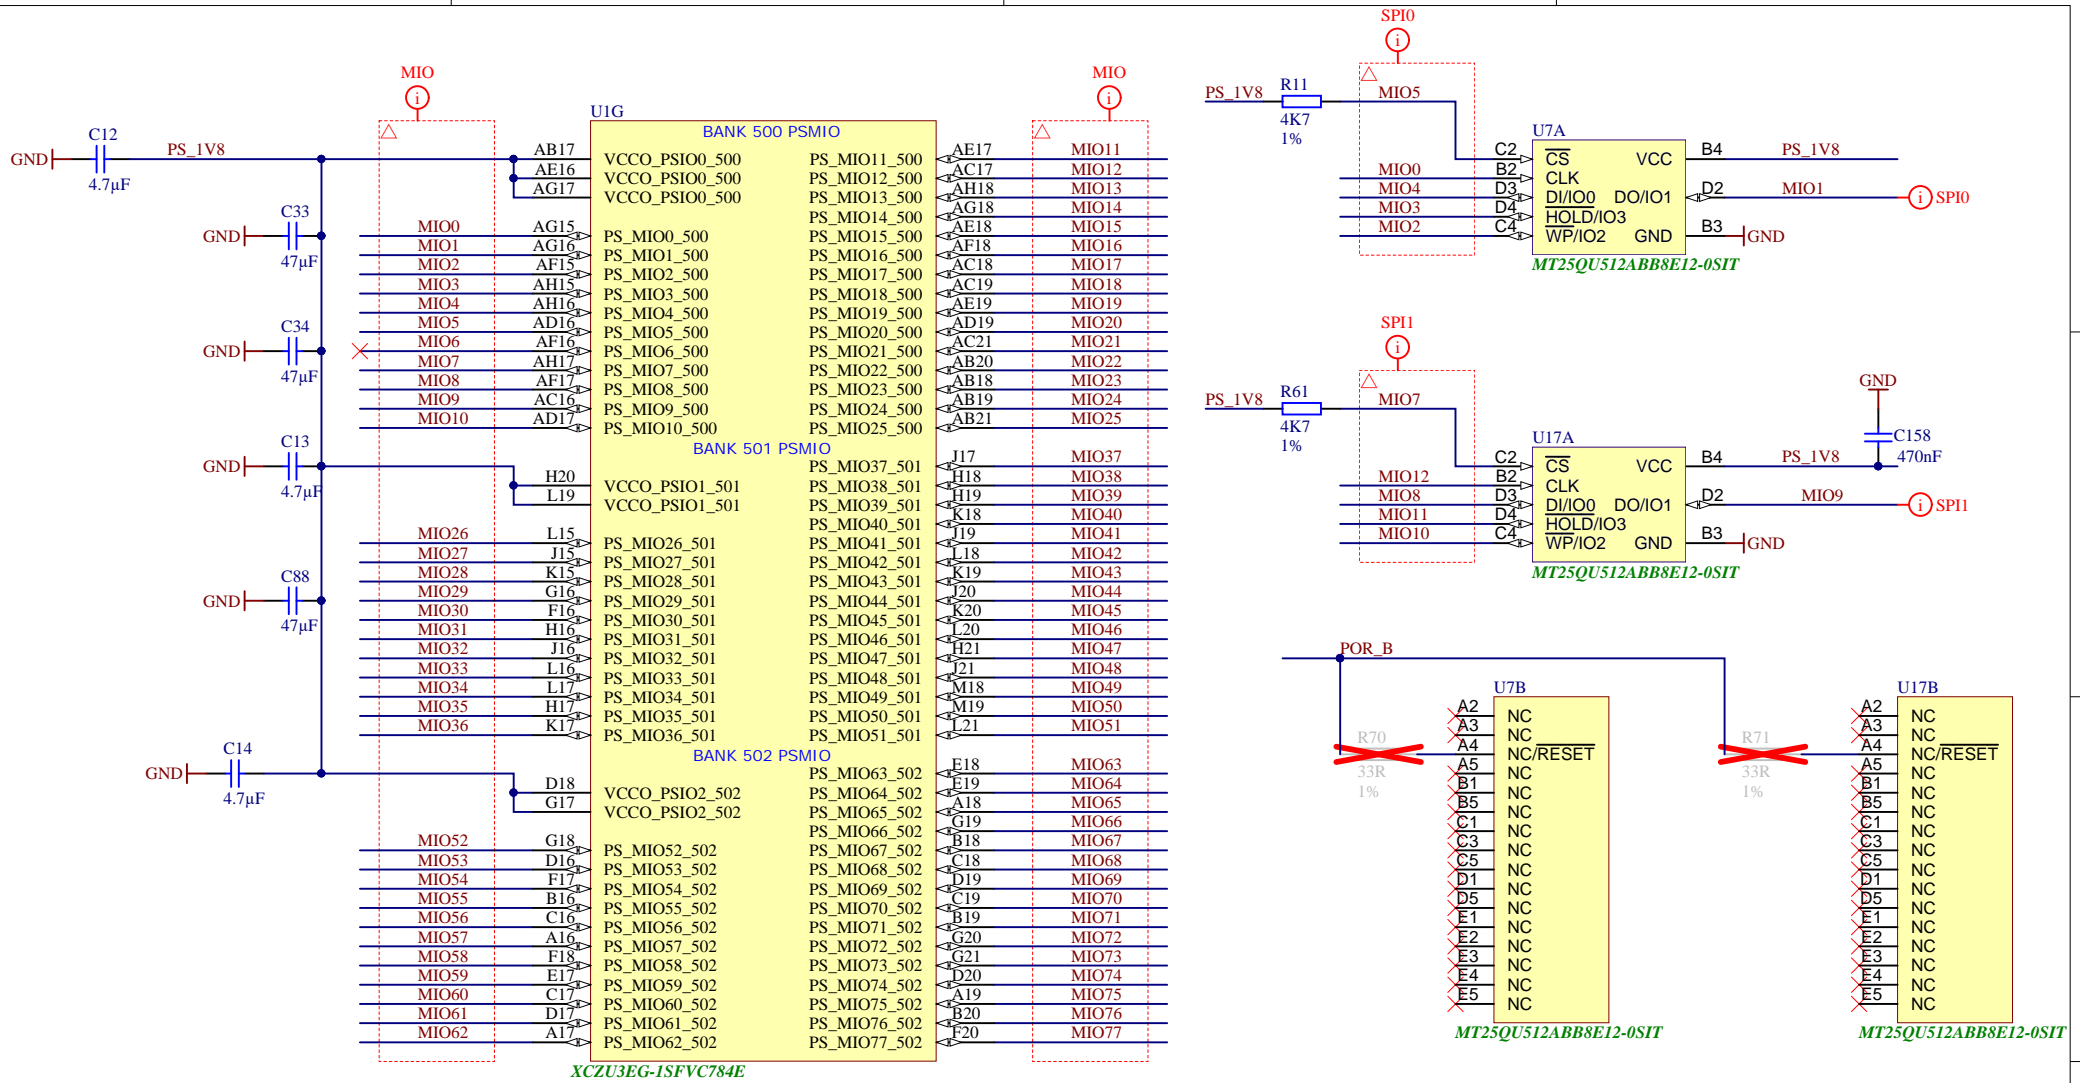 SPI0
i
MIO
i
MIO
i
U1G
BANK 500 PSMIO
C12
GND
4.7µF
PS_1V8
AB17 VCCO_PSIO0_500
AE16 VCCO_PSIO0_500
AG17 VCCO_PSIO0_500
PS_MIO11_500 AE17 MIO11
PS_MIO12_500 AC17 MIO12
PS_MIO13_500 AH18 MIO13
PS_MIO14_500 AG18 MIO14
PS_MIO15_500 AE18 MIO15
PS_MIO16_500 AF18 MIO16
PS_MIO17_500 AC18 MIO17
PS_MIO18_500 AC19 MIO18
PS_MIO19_500 AE19 MIO19
PS_MIO20_500 AD19 MIO20
PS_MIO21_500 AC21 MIO21
PS_MIO22_500 AB20 MIO22
PS_MIO23_500 AB18 MIO23
PS_MIO24_500 AB19 MIO24
PS_MIO25_500 AB21 MIO25
C33
GND
47µF
MIO0 AG15 PS_MIO0_500
MIO1 AG16 PS_MIO1_500
MIO2 AF15 PS_MIO2_500
MIO3 AH15 PS_MIO3_500
MIO4 AH16 PS_MIO4_500
MIO5 AD16 PS_MIO5_500
MIO6 AF16 PS_MIO6_500
MIO7 AH17 PS_MIO7_500
MIO8 AF17 PS_MIO8_500
MIO9 AC16 PS_MIO9_500
MIO10 AD17 PS_MIO10_500
C34
GND
47µF
BANK 501 PSMIO
C13
GND
4.7µF
H20 VCCO_PSIO1_501
L19 VCCO_PSIO1_501
PS_MIO37_501 J17 MIO37
PS_MIO38_501 H18 MIO38
PS_MIO39_501 H19 MIO39
PS_MIO40_501 K18 MIO40
PS_MIO41_501 J19 MIO41
PS_MIO42_501 L18 MIO42
PS_MIO43_501 K19 MIO43
PS_MIO44_501 J20 MIO44
PS_MIO45_501 K20 MIO45
PS_MIO46_501 L20 MIO46
PS_MIO47_501 H21 MIO47
PS_MIO48_501 J21 MIO48
PS_MIO49_501 M18 MIO49
PS_MIO50_501 M19 MIO50
PS_MIO51_501 L21 MIO51
MIO26 L15 PS_MIO26_501
MIO27 J15 PS_MIO27_501
MIO28 K15 PS_MIO28_501
MIO29 G16 PS_MIO29_501
MIO30 F16 PS_MIO30_501
MIO31 H16 PS_MIO31_501
MIO32 J16 PS_MIO32_501
MIO33 L16 PS_MIO33_501
MIO34 L17 PS_MIO34_501
MIO35 H17 PS_MIO35_501
MIO36 K17 PS_MIO36_501
C88
GND
47µF
BANK 502 PSMIO
C14
GND
4.7µF
D18 VCCO_PSIO2_502
G17 VCCO_PSIO2_502
PS_MIO63_502 E18 MIO63
PS_MIO64_502 E19 MIO64
PS_MIO65_502 A18 MIO65
PS_MIO66_502 G19 MIO66
PS_MIO67_502 B18 MIO67
PS_MIO68_502 C18 MIO68
PS_MIO69_502 D19 MIO69
PS_MIO70_502 C19 MIO70
PS_MIO71_502 B19 MIO71
PS_MIO72_502 G20 MIO72
PS_MIO73_502 G21 MIO73
PS_MIO74_502 D20 MIO74
PS_MIO75_502 A19 MIO75
PS_MIO76_502 B20 MIO76
PS_MIO77_502 F20 MIO77
MIO52 G18 PS_MIO52_502
MIO53 D16 PS_MIO53_502
MIO54 F17 PS_MIO54_502
MIO55 B16 PS_MIO55_502
MIO56 C16 PS_MIO56_502
MIO57 A16 PS_MIO57_502
MIO58 F18 PS_MIO58_502
MIO59 E17 PS_MIO59_502
MIO60 C17 PS_MIO60_502
MIO61 D17 PS_MIO61_502
MIO62 A17 PS_MIO62_502
XCZU3EG-1SFVC784E
PS_1V8 R11 MIO5
4K7
1%
U7A
C2 CS VCC B4 PS_1V8
MIO0 B2 CLK
MIO4 D3 DI/IO0 DO/IO1 D2 MIO1 i SPI0
MIO3 D4 HOLD/IO3
MIO2 C4 WP/IO2 GND B3 GND
MT25QU512ABB8E12-0SIT
SPI1
i
PS_1V8 R61 MIO7
4K7
1%
GND
C158
470nF
U17A
C2 CS VCC B4 PS_1V8
MIO12 B2 CLK
MIO8 D3 DI/IO0 DO/IO1 D2 MIO9 i SPI1
MIO11 D4 HOLD/IO3
MIO10 C4 WP/IO2 GND B3 GND
MT25QU512ABB8E12-0SIT
POR_B
R70
33R
1%
U7B
A2 NC
A3 NC
A4 NC/RESET
A5 NC
B1 NC
B5 NC
C1 NC
C3 NC
C5 NC
D1 NC
D5 NC
E1 NC
E2 NC
E3 NC
E4 NC
E5 NC
MT25QU512ABB8E12-0SIT
R71
33R
1%
U17B
A2 NC
A3 NC
A4 NC/RESET
A5 NC
B1 NC
B5 NC
C1 NC
C3 NC
C5 NC
D1 NC
D5 NC
E1 NC
E2 NC
E3 NC
E4 NC
E5 NC
MT25QU512ABB8E12-0SIT